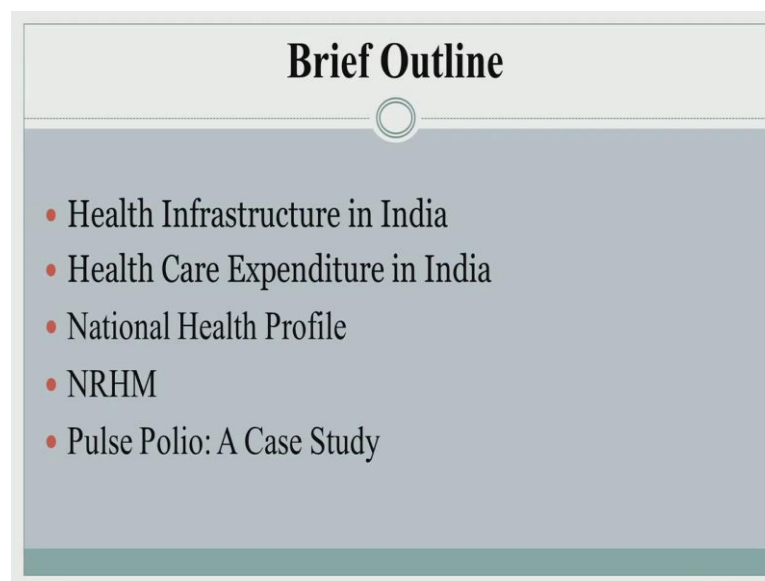 Brief Outline
• Health Infrastructure in India
• Health Care Expenditure in India
• National Health Profile
• NRHM
• Pulse Polio: A Case Study